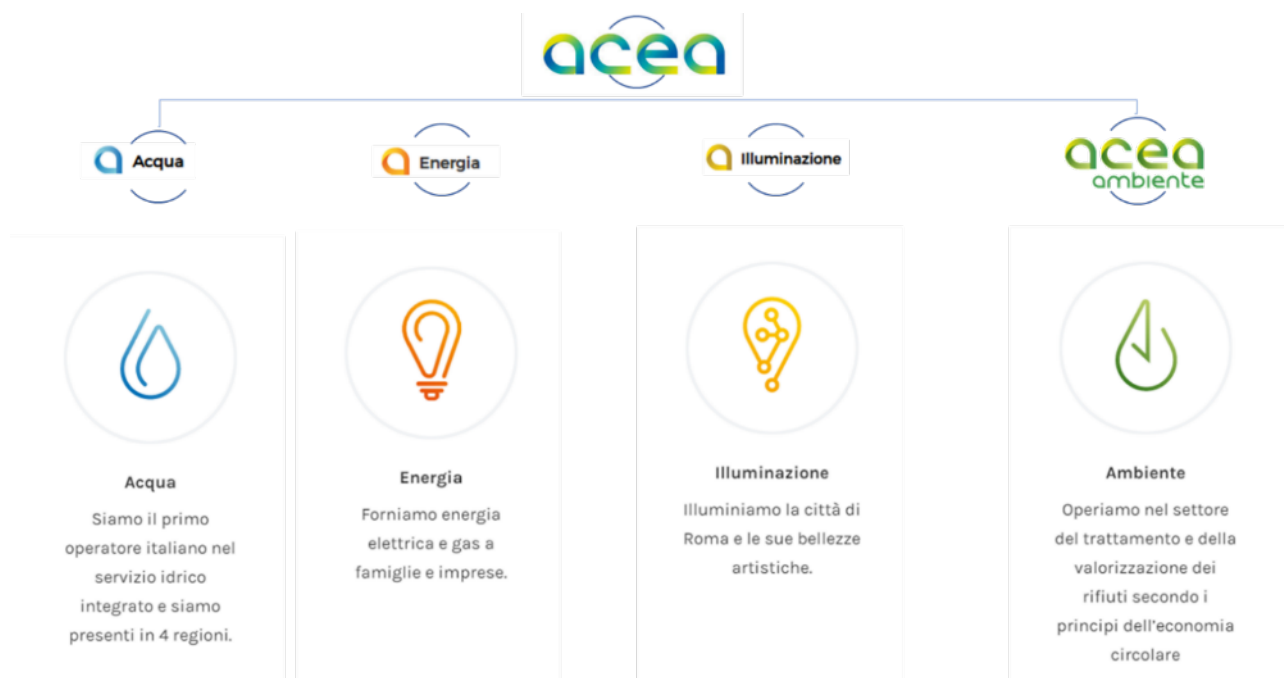 acea
Acqua
Energia
Illuminazione
acea
ambiente
Acqua
Siamo il primo
operatore italiano nel
servizio idrico
integrato e siamo
presenti in 4 regioni.
Energia
Forniamo energia
elettrica e gas a
famiglie e imprese.
Illuminazione
Illuminiamo la città di
Roma e le sue bellezze
artistiche.
Ambiente
Operiamo nel settore
del trattamento e della
valorizzazione dei
rifiuti secondo i
principi dell'economia
circolare